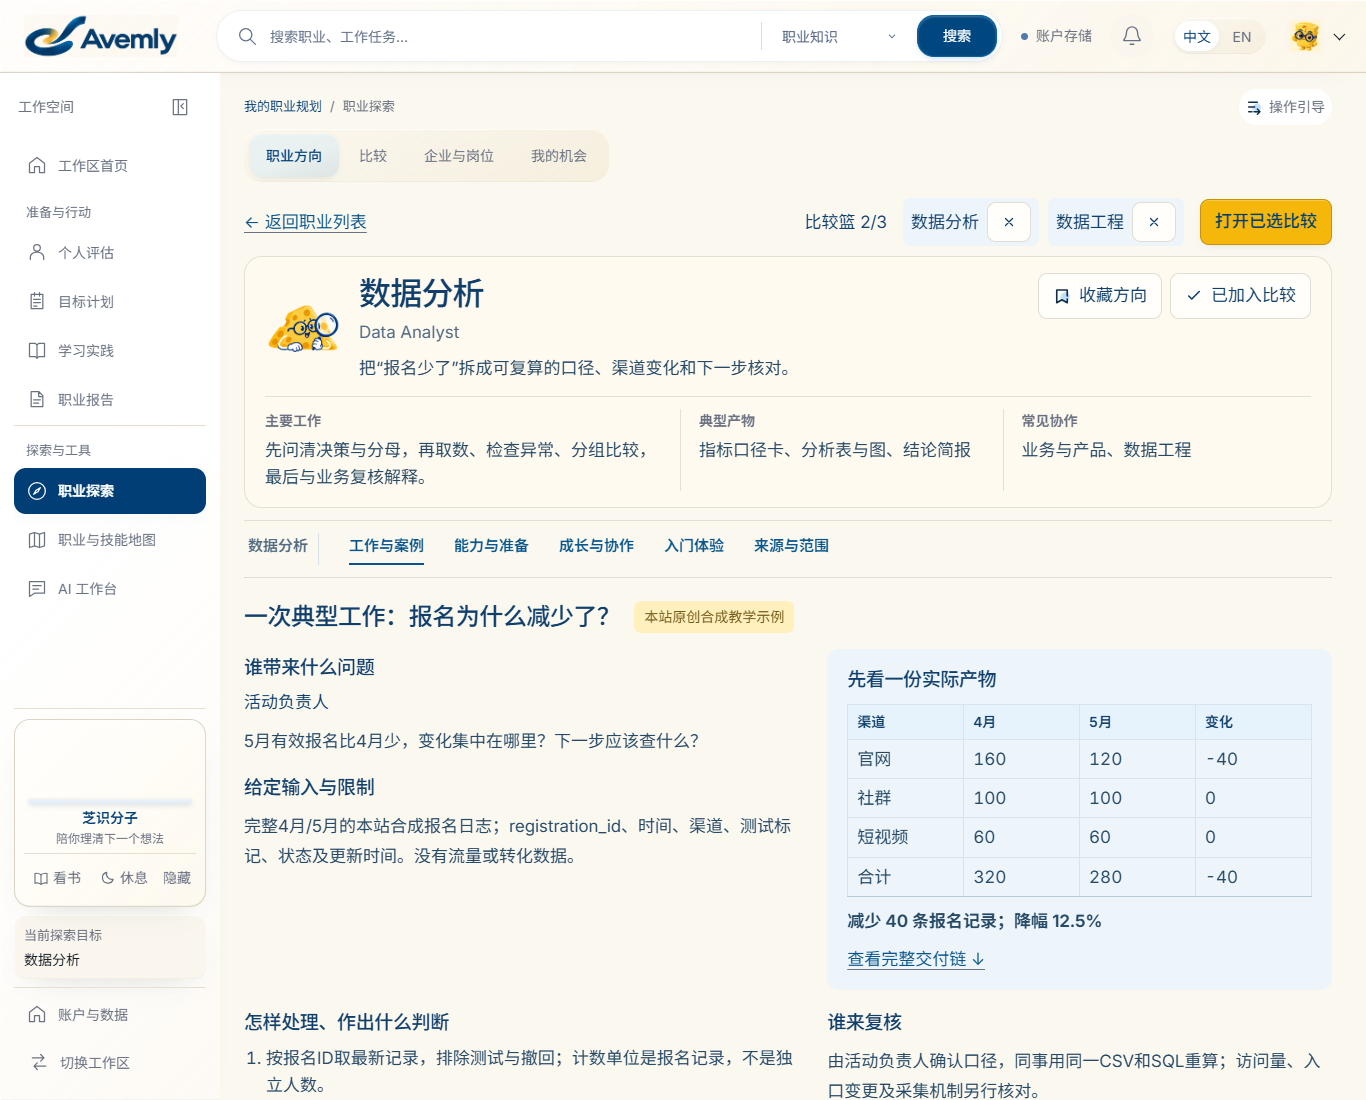 Avemly
搜索职业、工作任务...
职业知识
搜索
账户存储
中文
EN
工作空间
工作区首页
准备与行动
个人评估
目标计划
学习实践
职业报告
探索与工具
职业探索
职业与技能地图
AI 工作台
芝识分子
陪你理清下一个想法
看书
休息
隐藏
当前探索目标
数据分析
账户与数据
切换工作区
我的职业规划 / 职业探索
操作引导
职业方向
比较
企业与岗位
我的机会
← 返回职业列表
比较篮 2/3
数据分析 ×
数据工程 ×
打开已选比较
数据分析
Data Analyst
把“报名少了”拆成可复算的口径、渠道变化和下一步核对。
收藏方向
已加入比较
主要工作
先问清决策与分母，再取数、检查异常、分组比较，
最后与业务复核解释。
典型产物
指标口径卡、分析表与图、结论简报
常见协作
业务与产品、数据工程
数据分析
工作与案例
能力与准备
成长与协作
入门体验
来源与范围
一次典型工作：报名为什么减少了？
本站原创合成教学示例
谁带来什么问题
活动负责人
5月有效报名比4月少，变化集中在哪里？下一步应该查什么？
给定输入与限制
完整4月/5月的本站合成报名日志；registration_id、时间、渠道、测试标
记、状态及更新时间。没有流量或转化数据。
先看一份实际产物
渠道 4月 5月 变化
官网 160 120 -40
社群 100 100 0
短视频 60 60 0
合计 320 280 -40
减少 40 条报名记录；降幅 12.5%
查看完整交付链 ↓
怎样处理、作出什么判断
1. 按报名ID取最新记录，排除测试与撤回；计数单位是报名记录，不是独
立人数。
谁来复核
由活动负责人确认口径，同事用同一CSV和SQL重算；访问量、入
口变更及采集机制另行核对。